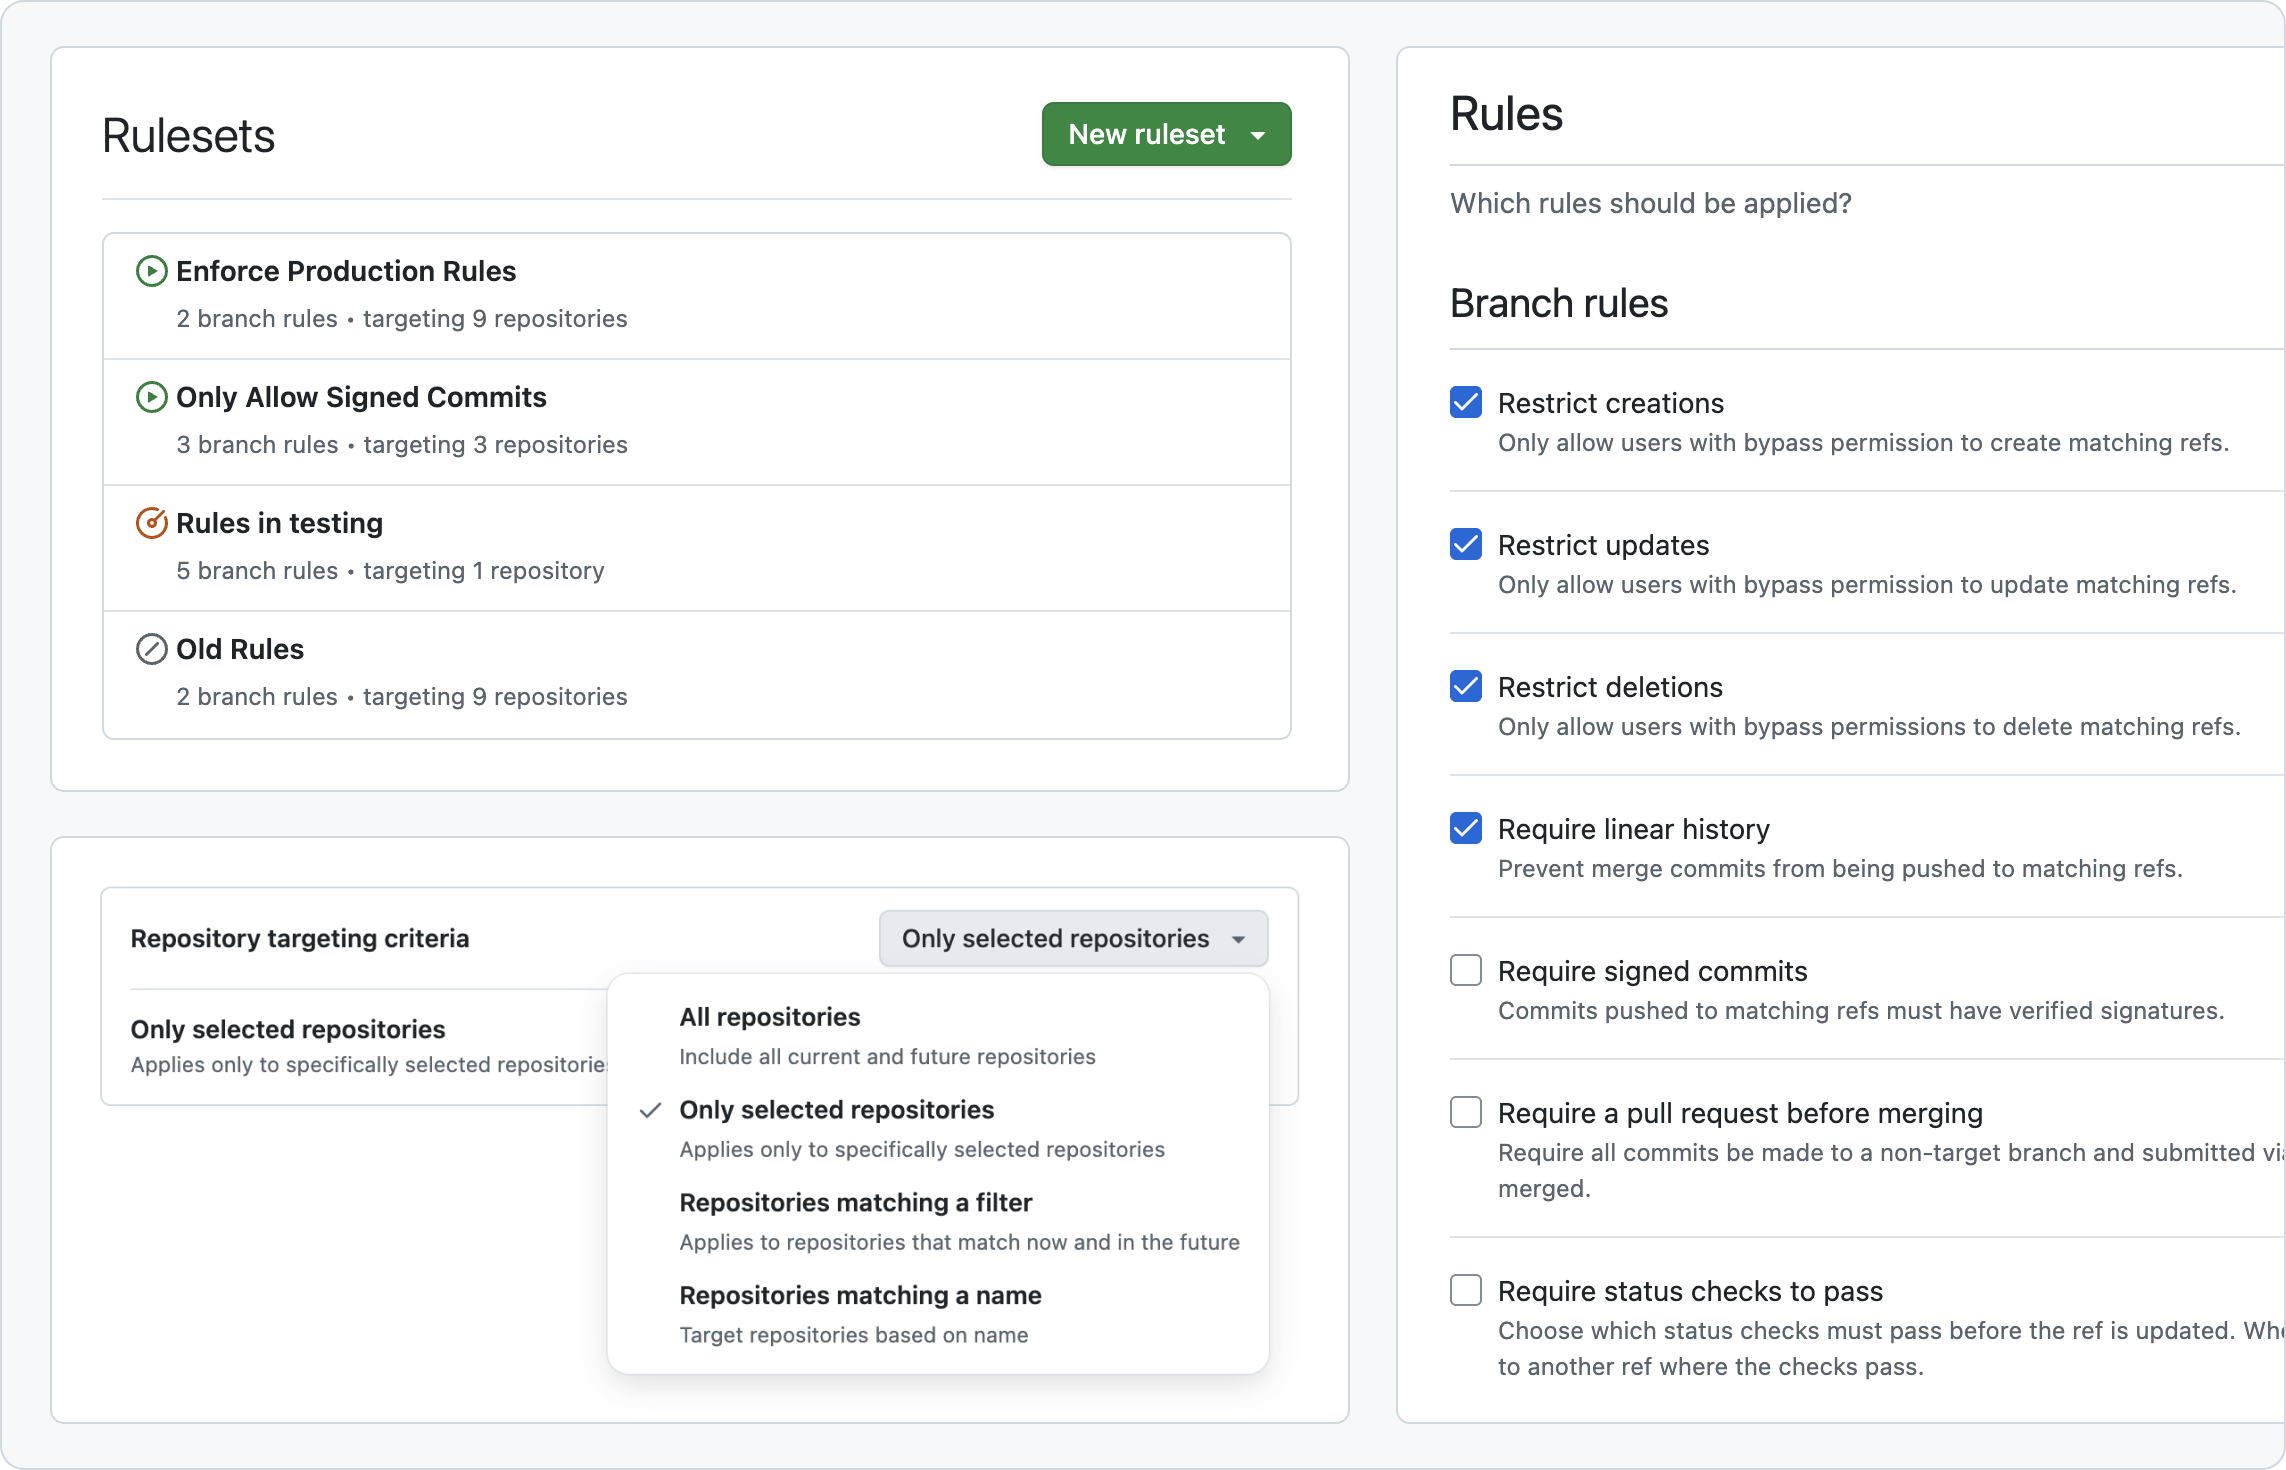 Rulesets
New ruleset
Enforce Production Rules
2 branch rules • targeting 9 repositories
Only Allow Signed Commits
3 branch rules • targeting 3 repositories
Rules in testing
5 branch rules • targeting 1 repository
Old Rules
2 branch rules • targeting 9 repositories
Repository targeting criteria
Only selected repositories
Only selected repositories
Applies only to specifically selected
All repositories
Include all current and future repositories
Only selected repositories
Applies only to specifically selected repositories
Repositories matching a filter
Applies to repositories that match now and in the future
Repositories matching a name
Target repositories based on name
Rules
Which rules should be applied?
Branch rules
Restrict creations
Only allow users with bypass permission to create matching refs.
Restrict updates
Only allow users with bypass permission to update matching refs.
Restrict deletions
Only allow users with bypass permissions to delete matching refs.
Require linear history
Prevent merge commits from being pushed to matching refs.
Require signed commits
Commits pushed to matching refs must have verified signatures.
Require a pull request before merging
Require all commits be made to a non-target branch and submitted
merged.
Require status checks to pass
Choose which status checks must pass before the ref is updated.
to another ref where the checks pass.